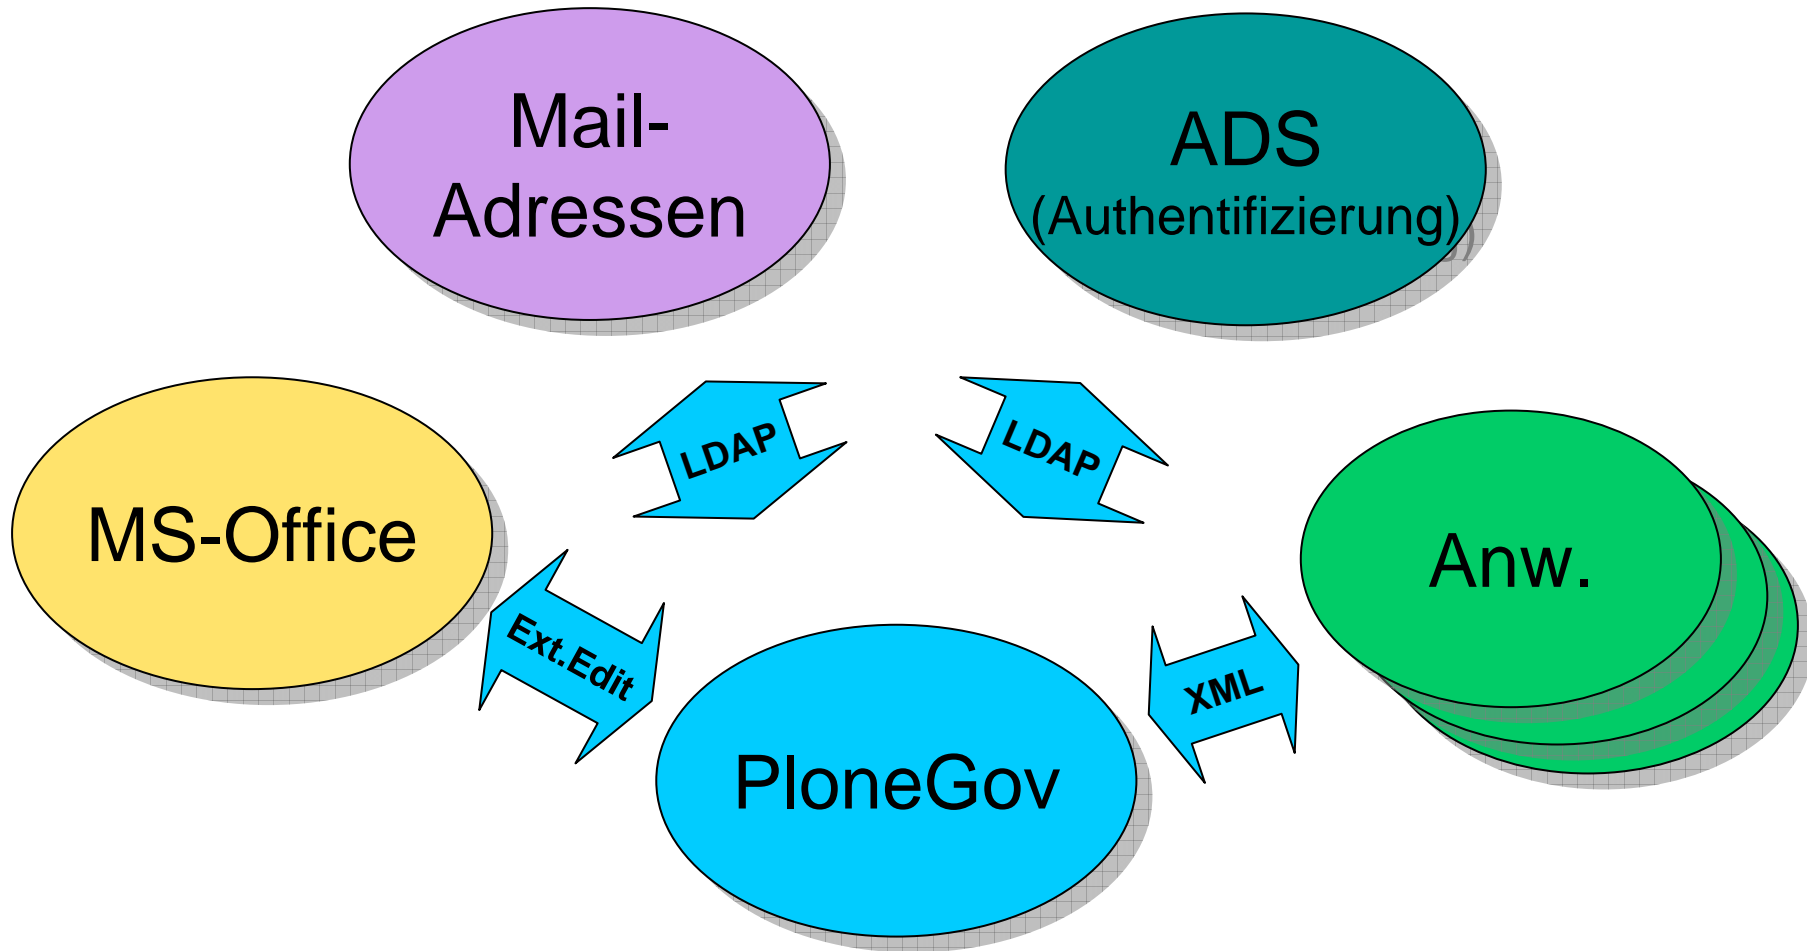 Mail-
Adressen
ADS
(Authentifizierung)
LDAP
LDAP
MS-Office
Anw.
Ext.Edit
XML
PloneGov